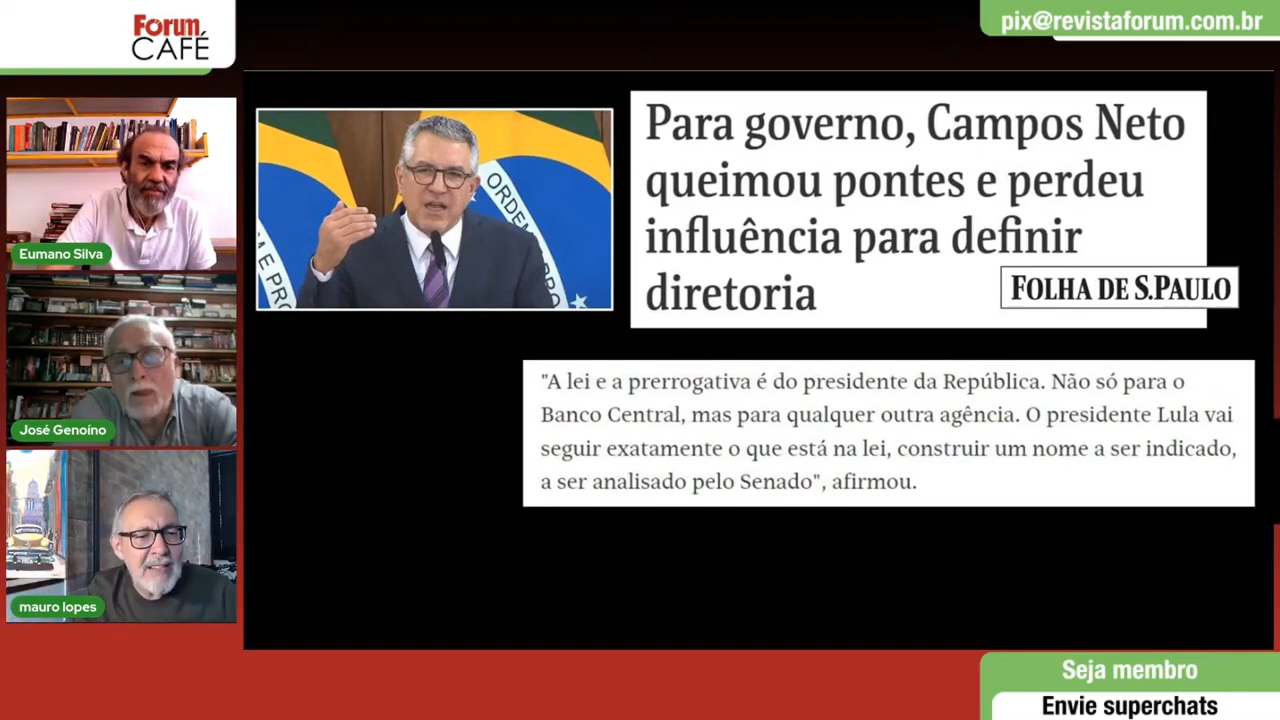 Forum
CAFÉ
pix@revistaforum.com.br
Eumano Silva
José Genoíno
mauro lopes
ORDEM
PRO
M E PRO
Para governo, Campos Neto
queimou pontes e perdeu
influência para definir
diretoria
FOLHA DE S.PAULO
"A lei e a prerrogativa é do presidente da República. Não só para o
Banco Central, mas para qualquer outra agência. O presidente Lula vai
seguir exatamente o que está na lei, construir um nome a ser indicado,
a ser analisado pelo Senado", afirmou.
Seja membro
Envie superchats